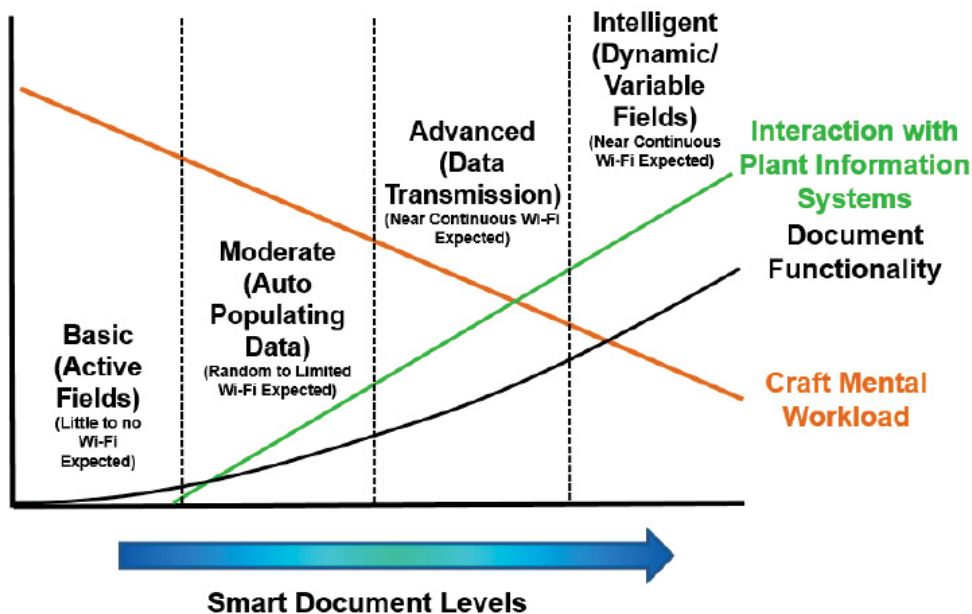 Basic
(Active
Fields)
(Little to no
Wi-Fi
Expected)
Moderate
(Auto
Populating
Data)
(Random to Limited
Wi-Fi Expected)
Advanced
(Data
Transmission)
(Near Continuous Wi-Fi
Expected)
Intelligent
(Dynamic/
Variable
Fields)
(Near Continuous
Wi-Fi Expected)
Interaction with
Plant Information
Systems
Document
Functionality
Craft Mental
Workload
Smart Document Levels